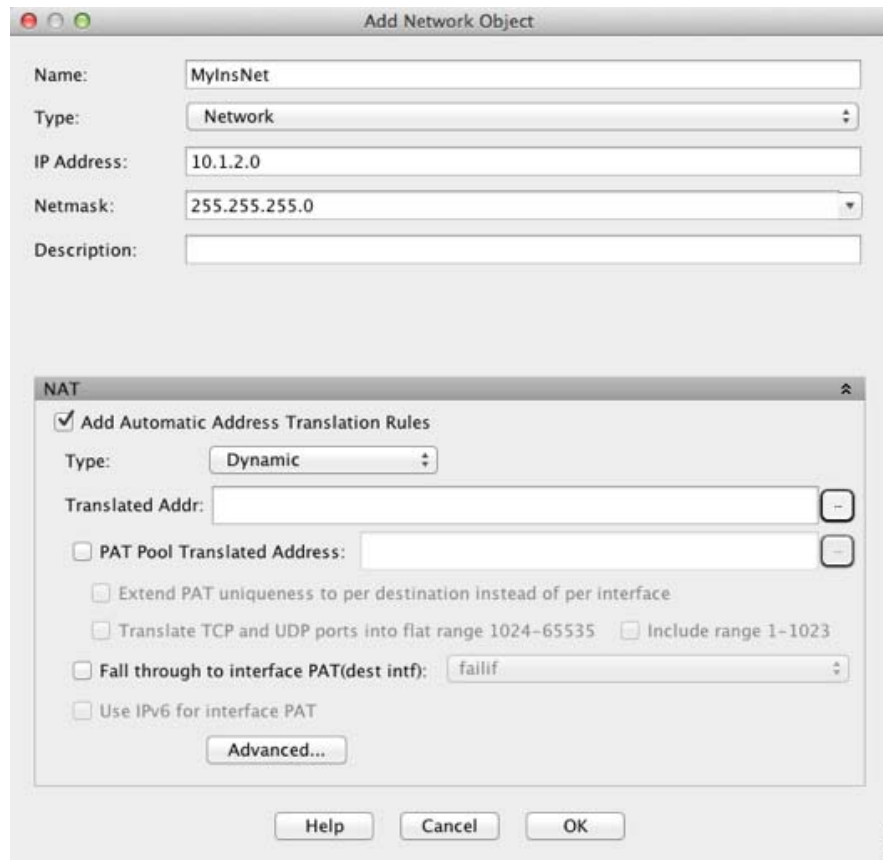 Add Network Object
Name: MyInsNet
Type: Network
IP Address: 10.1.2.0
Netmask: 255.255.255.0
Description:
NAT
Add Automatic Address Translation Rules
Type: Dynamic
Translated Addr: ...
PAT Pool Translated Address: ...
Extend PAT uniqueness to per destination instead of per interface
Translate TCP and UDP ports into flat range 1024-65535 Include range 1-1023
Fall through to interface PAT(dest intf): failif
Use IPv6 for interface PAT
Advanced...
Help Cancel OK